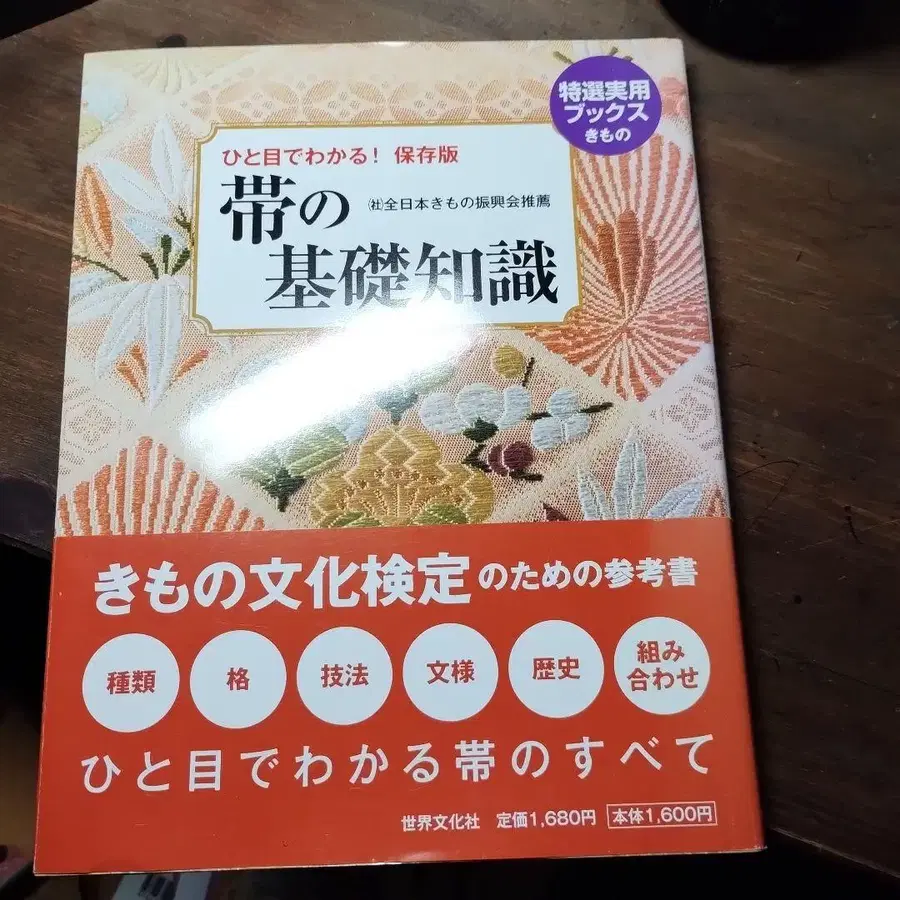 特選実用
ブックス
きもの
ひと目でわかる! 保存版
帯の
(社)全日本きもの振興会推薦
基礎知識
きもの文化検定のための参考書
種類
格
技法
文様
歴史
組み
合わせ
ひと目でわかる帯のすべて
世界文化社 定価1,680円 本体1,600円